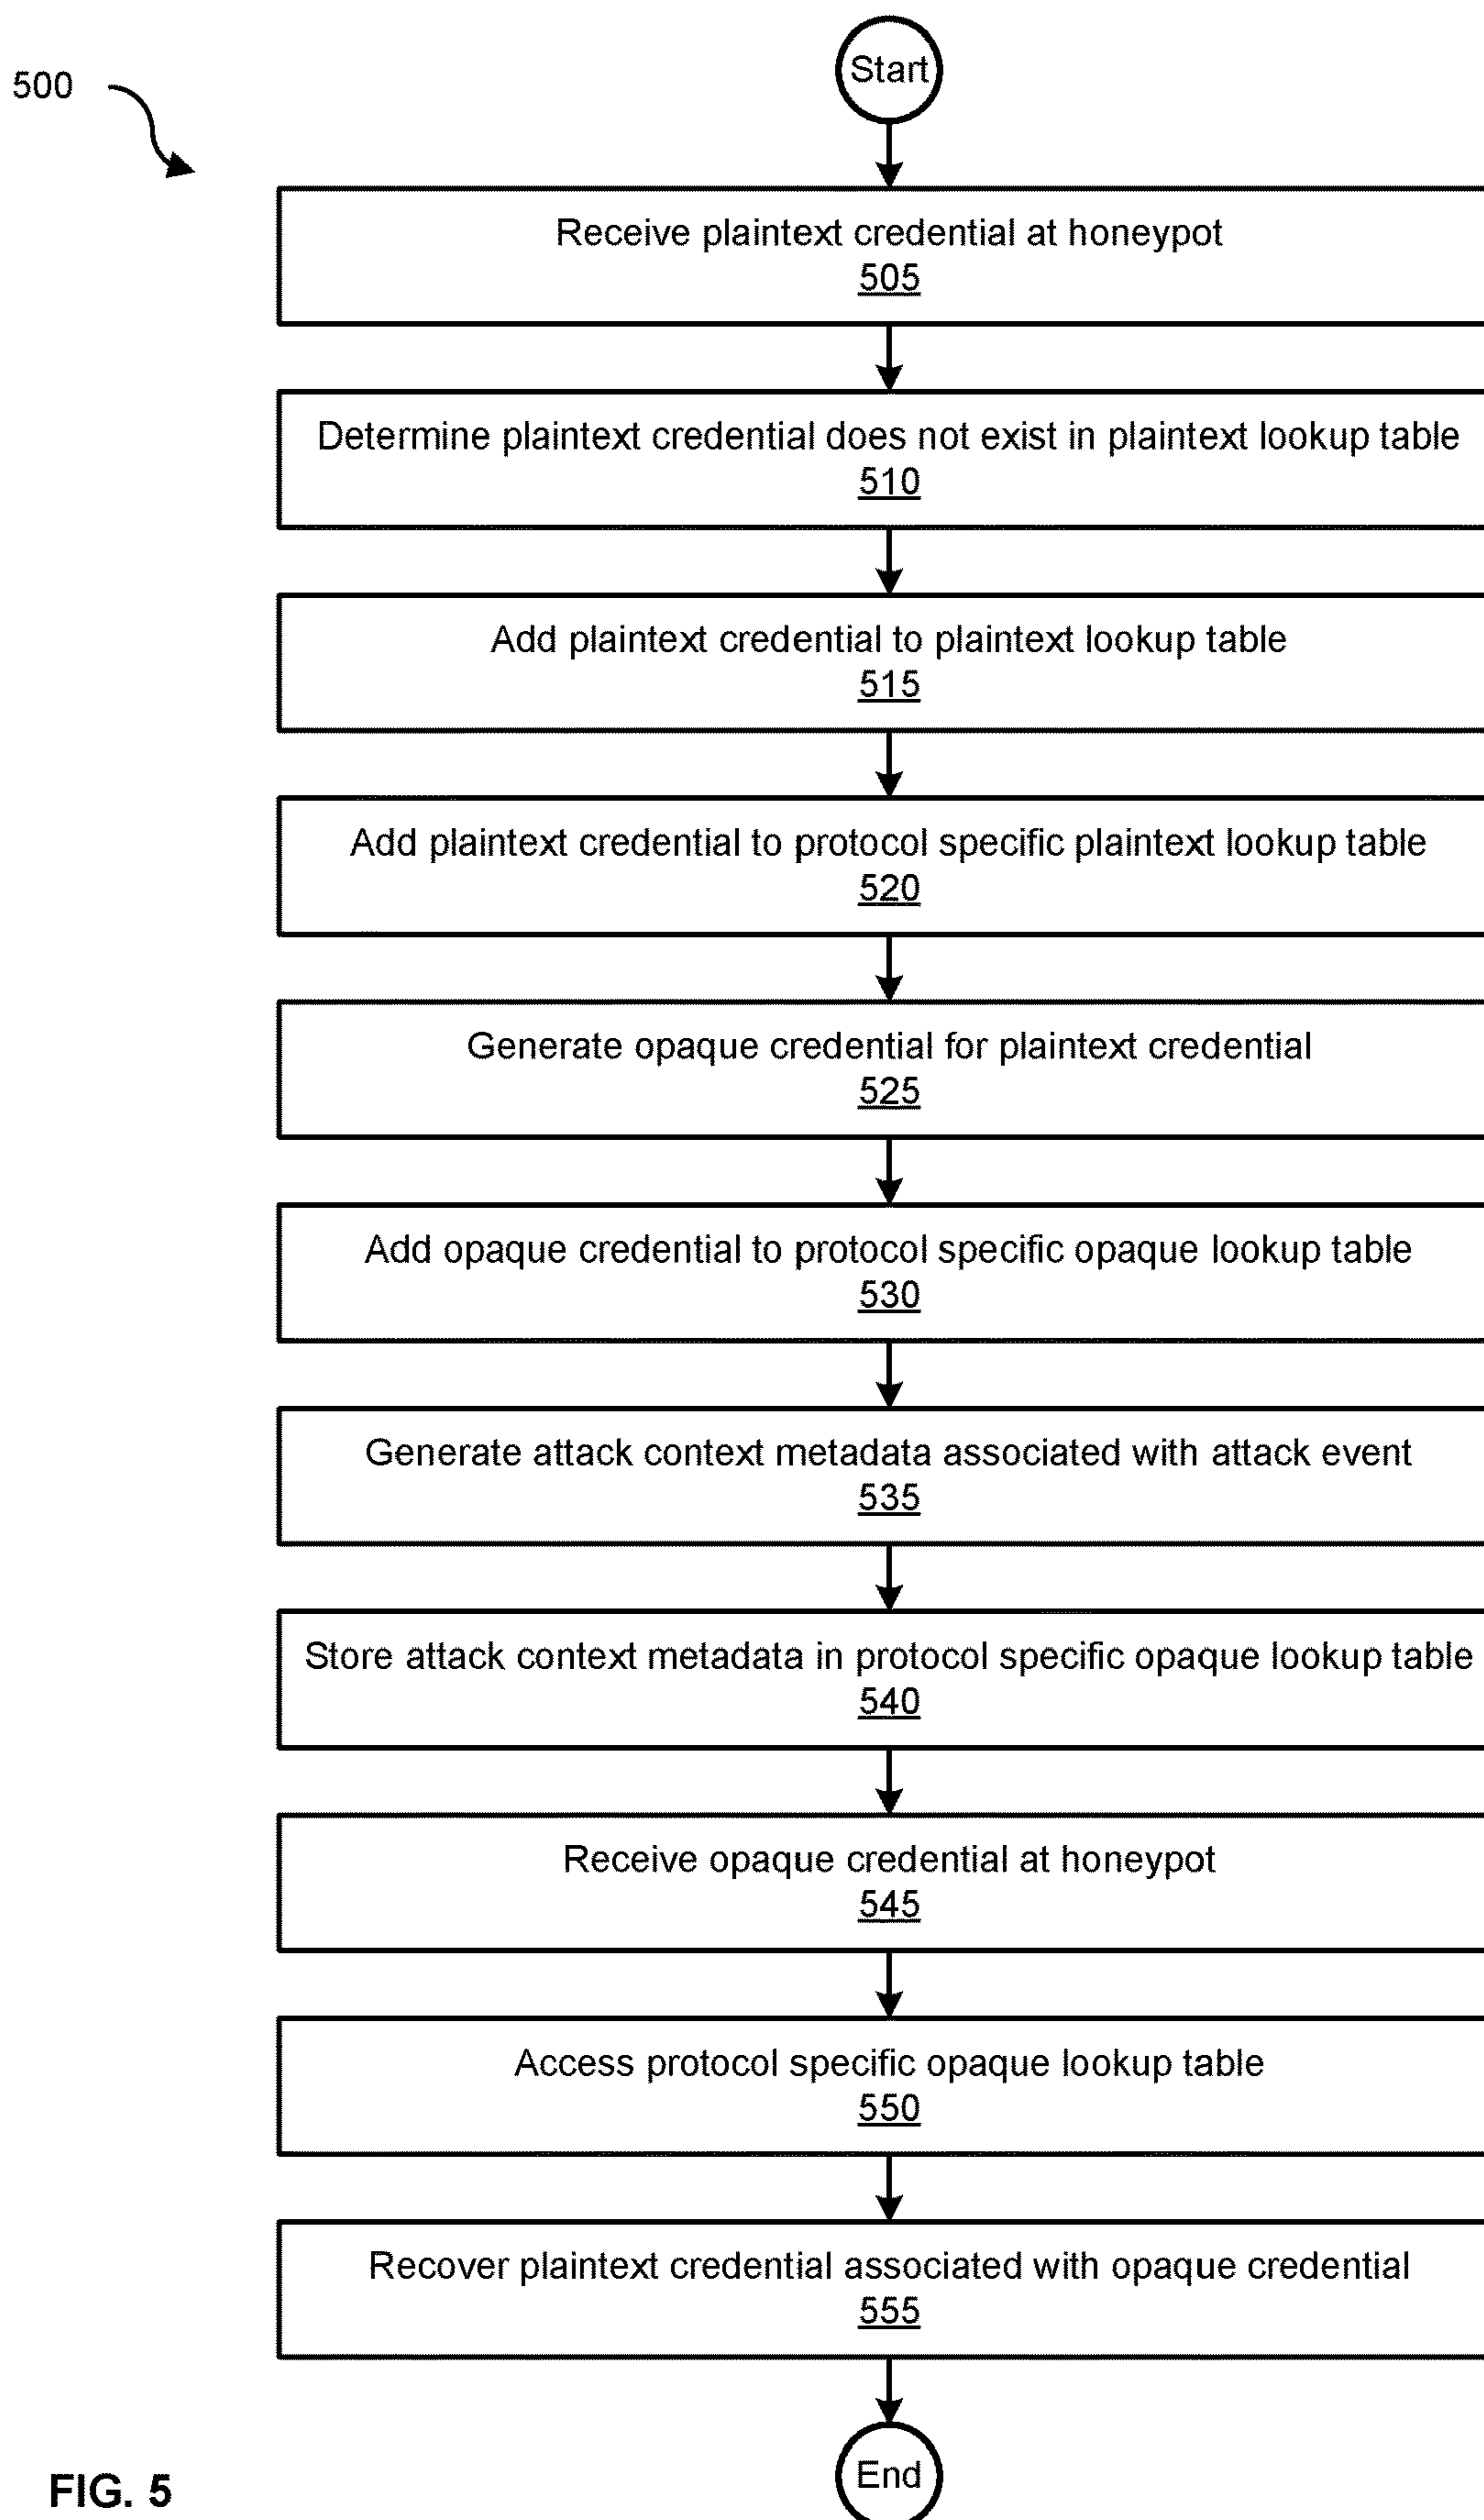 Start
500
Receive plaintext credential at honeypot
505
Determine plaintext credential does not exist in plaintext lookup table
510
Add plaintext credential to plaintext lookup table
515
Add plaintext credential to protocol specific plaintext lookup table
520
Generate opaque credential for plaintext credential
525
Add opaque credential to protocol specific opaque lookup table
530
Generate attack context metadata associated with attack event
535
Store attack context metadata in protocol specific opaque lookup table
540
Receive opaque credential at honeypot
545
Access protocol specific opaque lookup table
550
Recover plaintext credential associated with opaque credential
555
End
FIG. 5